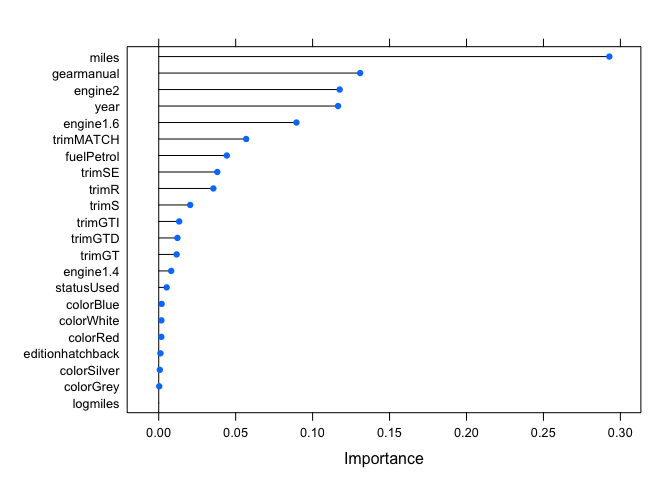 miles
gearmanual
engine2
year
engine1.6
trimMATCH
fuelPetrol
trimSE
trimR
trimS
trimGTI
trimGTD
trimGT
engine1.4
statusUsed
colorBlue
colorWhite
colorRed
editionhatchback
colorSilver
colorGrey
logmiles
0.00 0.05 0.10 0.15 0.20 0.25 0.30
Importance